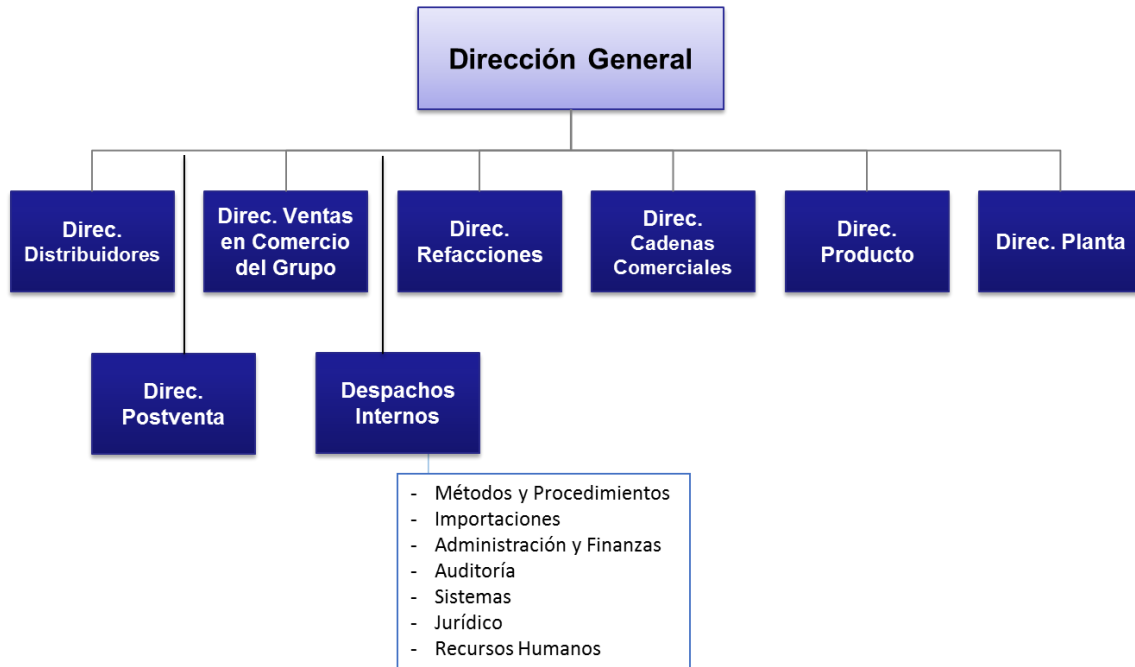 Dirección General
Direc.
Distribuidores
Direc. Ventas
en Comercio
del Grupo
Direc.
Refacciones
Direc.
Cadenas
Comerciales
Direc.
Producto
Direc. Planta
Direc.
Postventa
Despachos
Internos
- Métodos y Procedimientos
- Importaciones
- Administración y Finanzas
- Auditoría
- Sistemas
- Jurídico
- Recursos Humanos